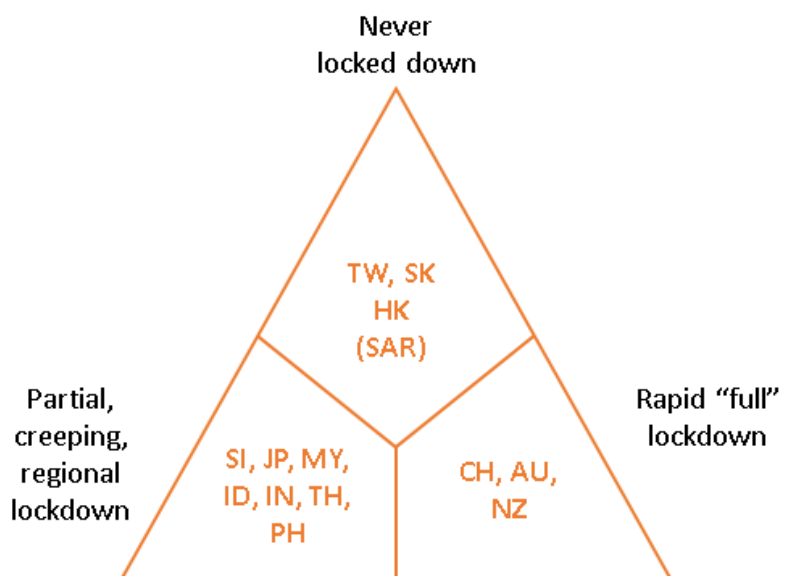 Never
locked down
TW, SK
HK
(SAR)
Partial,
creeping,
regional
lockdown
SI, JP, MY,
ID, IN, TH,
PH
CH, AU,
NZ
Rapid “full”
lockdown